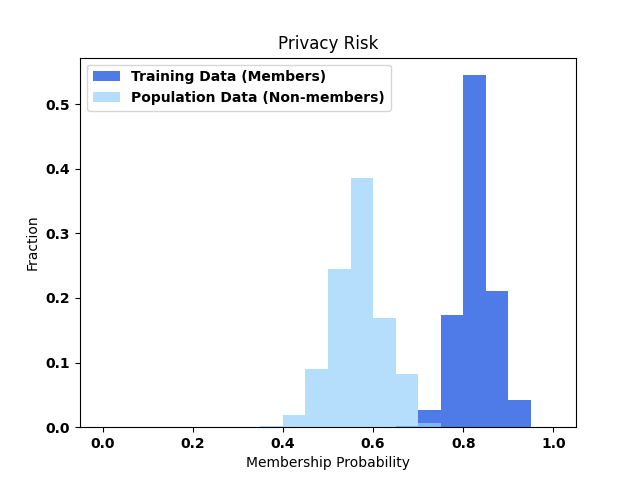 Privacy Risk
Training Data (Members)
Population Data (Non-members)
0.5
0.4
0.3
0.2
0.1
0.0
Fraction
0.0 0.2 0.4 0.6 0.8 1.0
Membership Probability